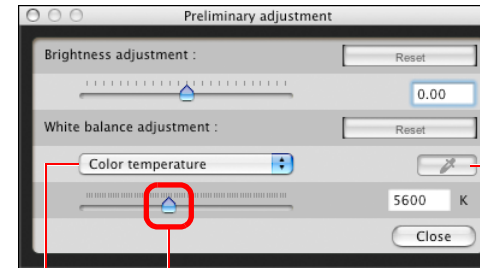 Preliminary adjustment
Brightness adjustment : Reset
0.00
White balance adjustment : Reset
Color temperature
5600 K
Close